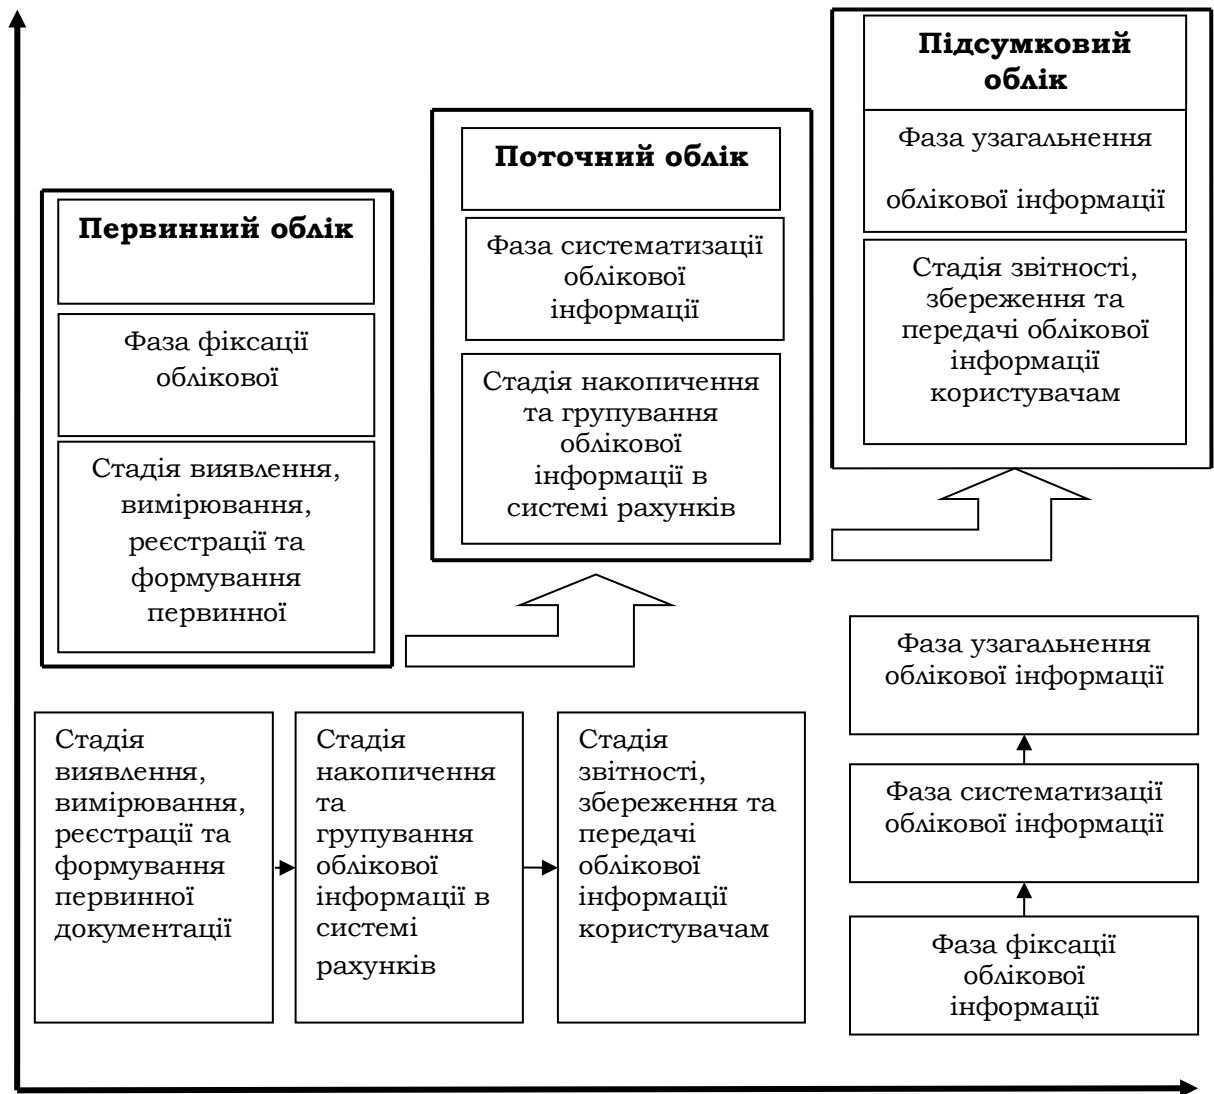 Підсумковий
облік
Фаза узагальнення
облікової інформації
Стадія звітності,
збереження та
передачі облікової
інформації
користувачам
Поточний облік
Фаза систематизації
облікової
інформації
Стадія накопичення
та групування
облікової
інформації в
системі рахунків
Первинний облік
Фаза фіксації
облікової
Стадія виявлення,
вимірювання,
реєстрації та
формування
первинної
Стадія
виявлення,
вимірювання,
реєстрації та
формування
первинної
документації
Стадія
накопичення
та
групування
облікової
інформації в
системі
рахунків
Стадія
звітності,
збереження та
передачі
облікової
інформації
користувачам
Фаза узагальнення
облікової інформації
Фаза систематизації
облікової інформації
Фаза фіксації
облікової
інформації